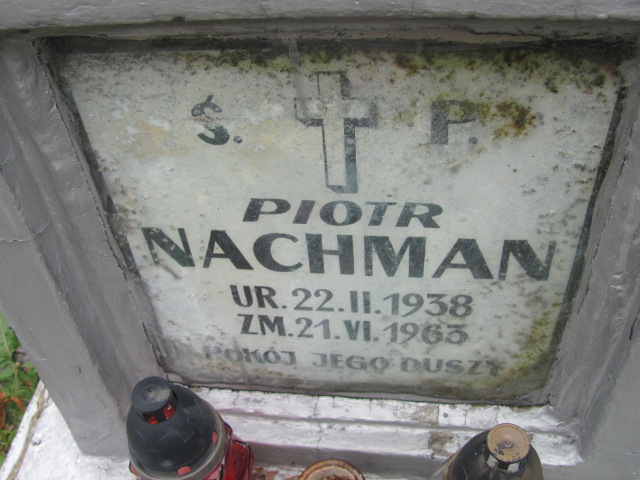 Ś. P.
PIOTR
NACHMAN
UR. 22. II. 1938
ZM. 21. VI. 1963
POKÓJ JEGO DUSZY